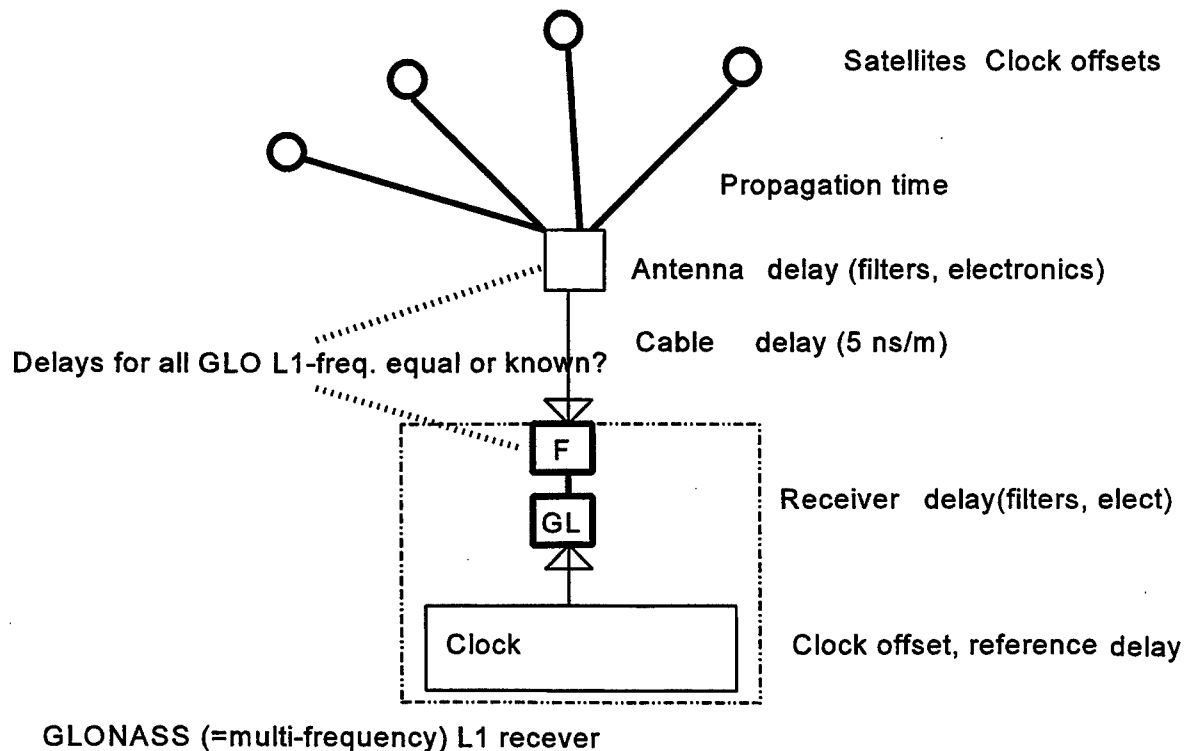 Satellites Clock offsets
Propagation time
Antenna delay (filters, electronics)
Cable delay (5 ns/m)
Delays for all GLO L1-freq. equal or known?
F
Receiver delay(filters, elect)
GL
Clock
Clock offset, reference delay
GLONASS (=multi-frequency) L1 recever